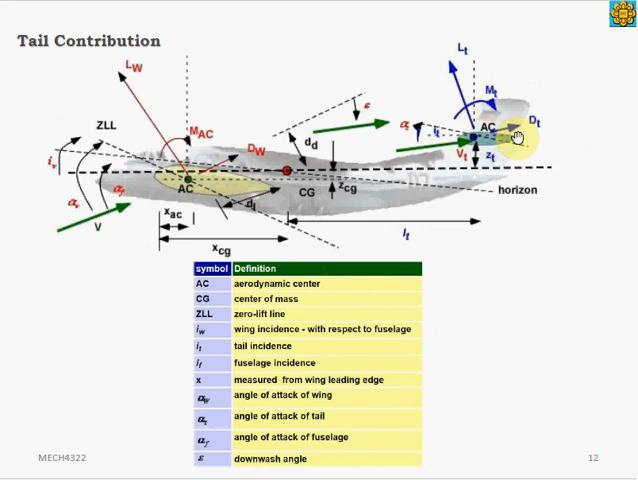 Tail Contribution
L_W
L_t
ZLL
M_AC
D_W
ε
d_d
α_t
i_t
M_t
AC
D_t
V_t
z_t
i_w
α_w
α_f
AC
CG
z_cg
horizon
V
d_l
x_ac
l_t
x_cg
symbol Definition
AC aerodynamic center
CG center of mass
ZLL zero-lift line
i_w wing incidence - with respect to fuselage
i_t tail incidence
i_f fuselage incidence
x measured from wing leading edge
α_w angle of attack of wing
α_t angle of attack of tail
α_f angle of attack of fuselage
ε downwash angle
MECH4322
12